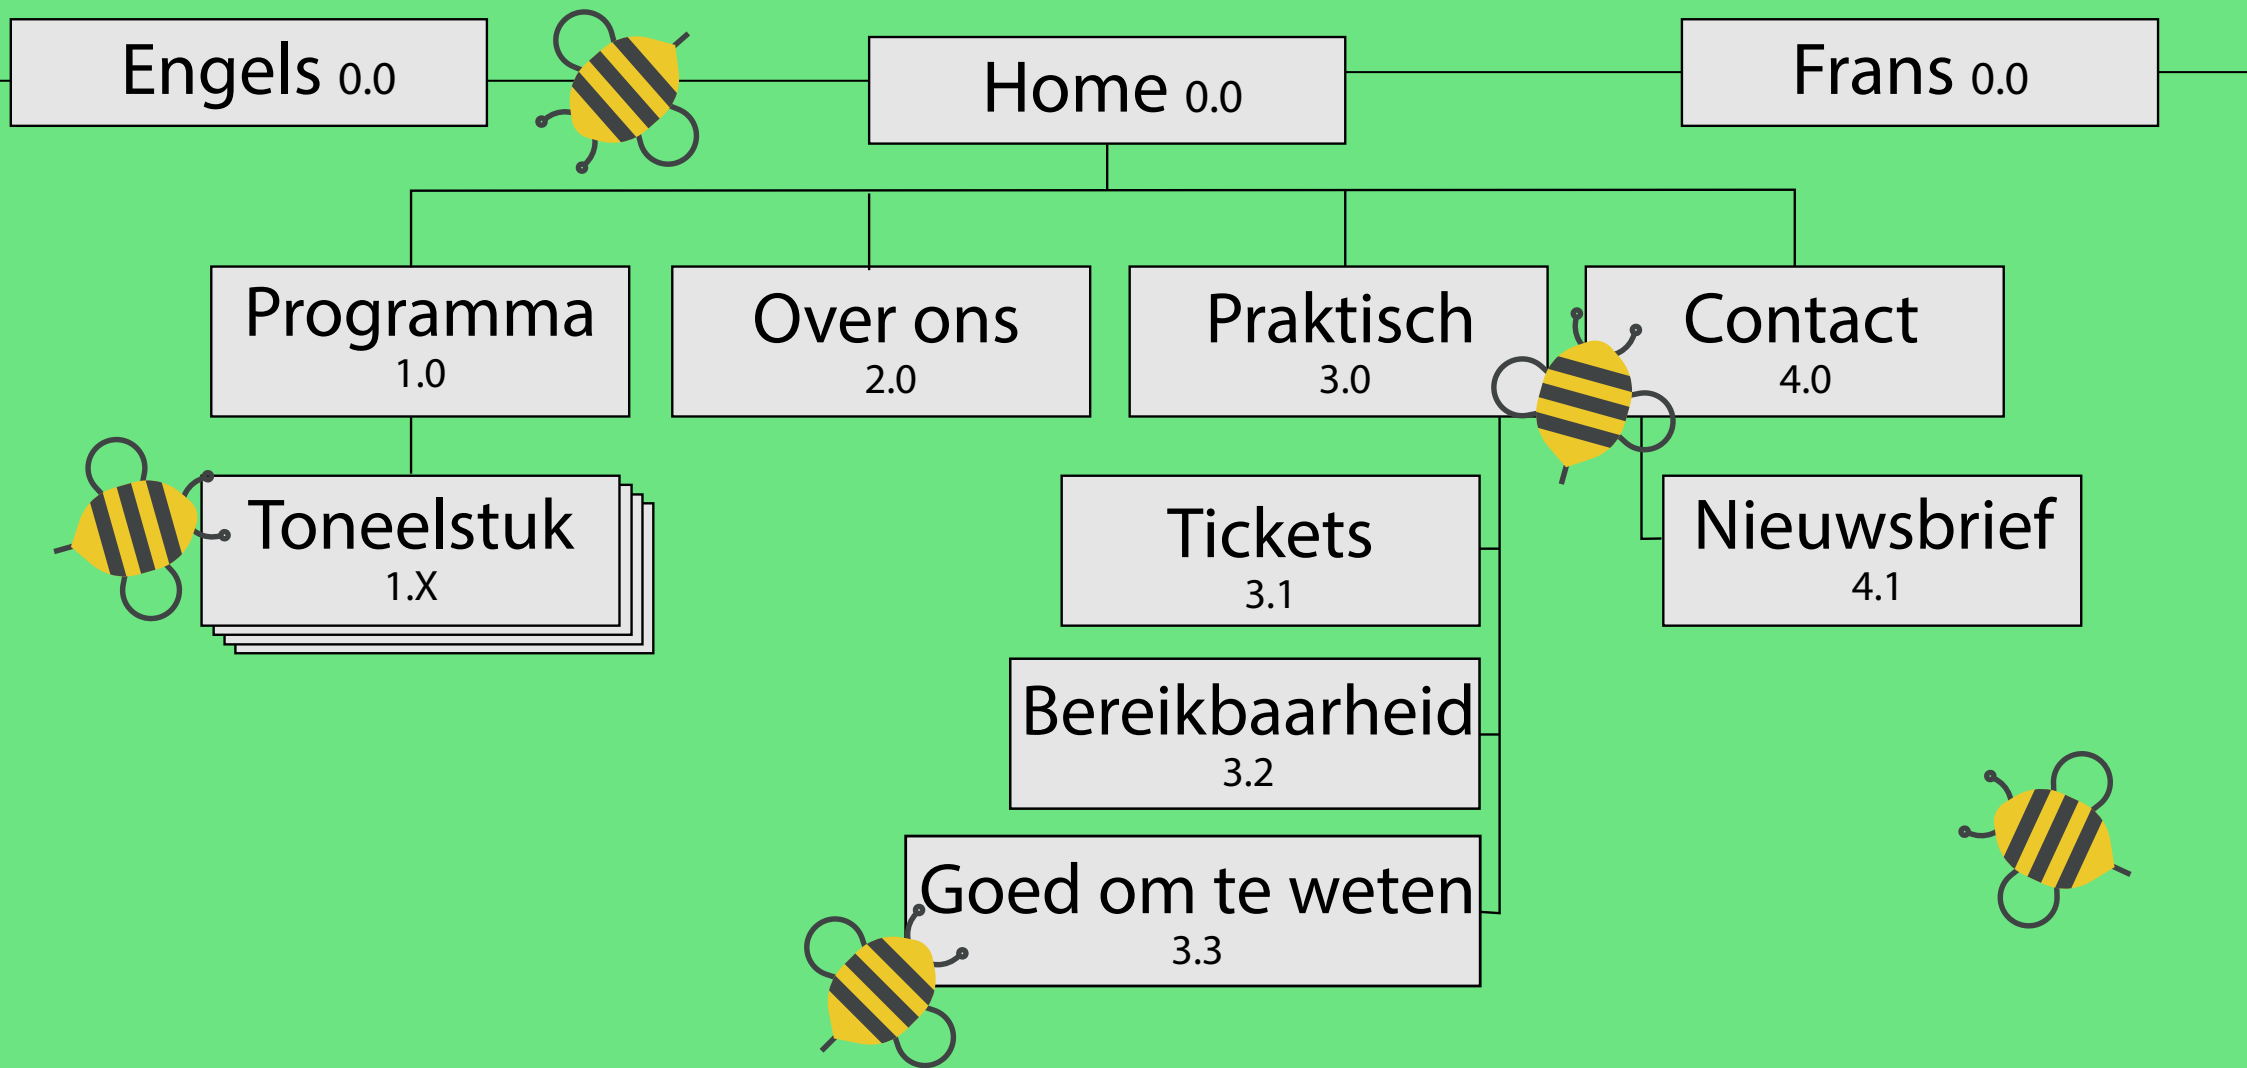 Engels 0.0
Home 0.0
Frans 0.0
Programma
1.0
Over ons
2.0
Praktisch
3.0
Contact
4.0
Toneelstuk
1.X
Tickets
3.1
Nieuwsbrief
4.1
Bereikbaarheid
3.2
Goed om te weten
3.3